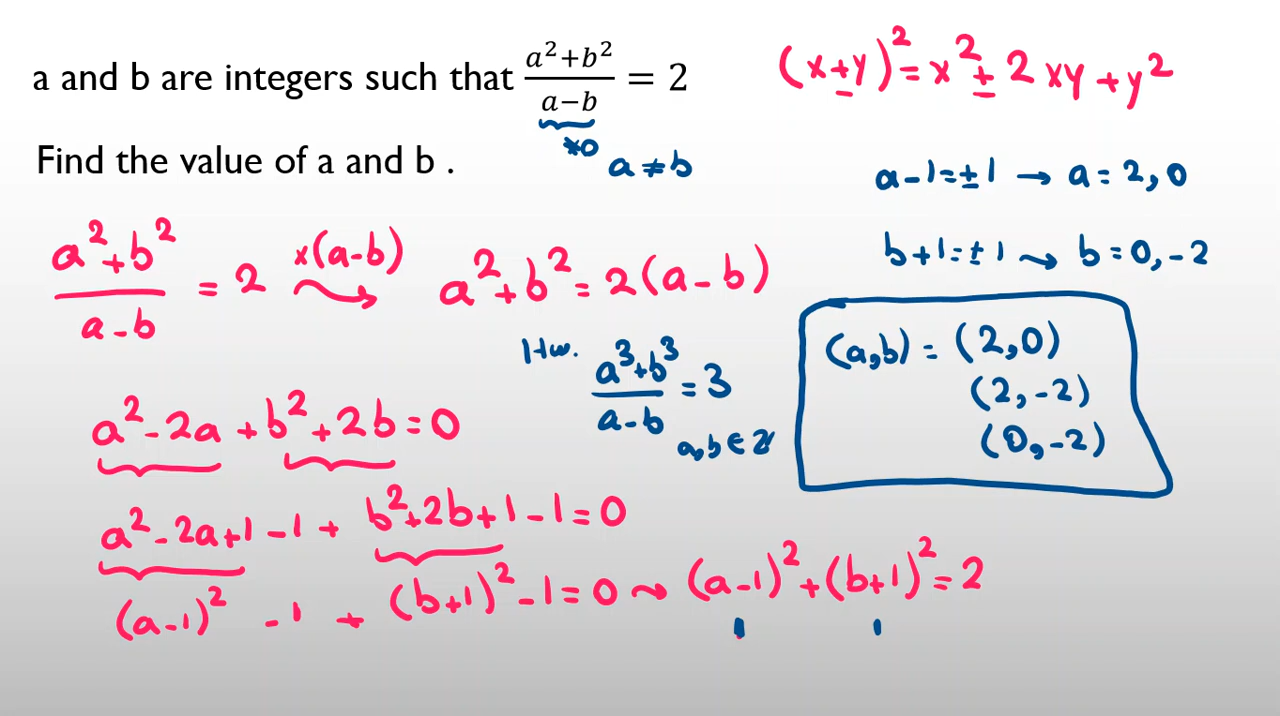 a and b are integers such that (a²+b²)/(a−b) = 2
≠0 a ≠ b
Find the value of a and b .
(x±y)² = x² ± 2xy + y²
a-1=±1 → a = 2, 0
b+1=±1 → b = 0, -2
(a²+b²)/(a-b) = 2 ×(a-b) → a²+b² = 2(a-b)
Hw. (a³+b³)/(a-b) = 3
a,b ∈ ℤ
(a,b) = (2,0)
(2,-2)
(0,-2)
a²-2a + b²+2b = 0
a²-2a+1-1 + b²+2b+1-1=0
(a-1)² -1 + (b+1)²-1=0 → (a-1)²+(b+1)²=2
1 1